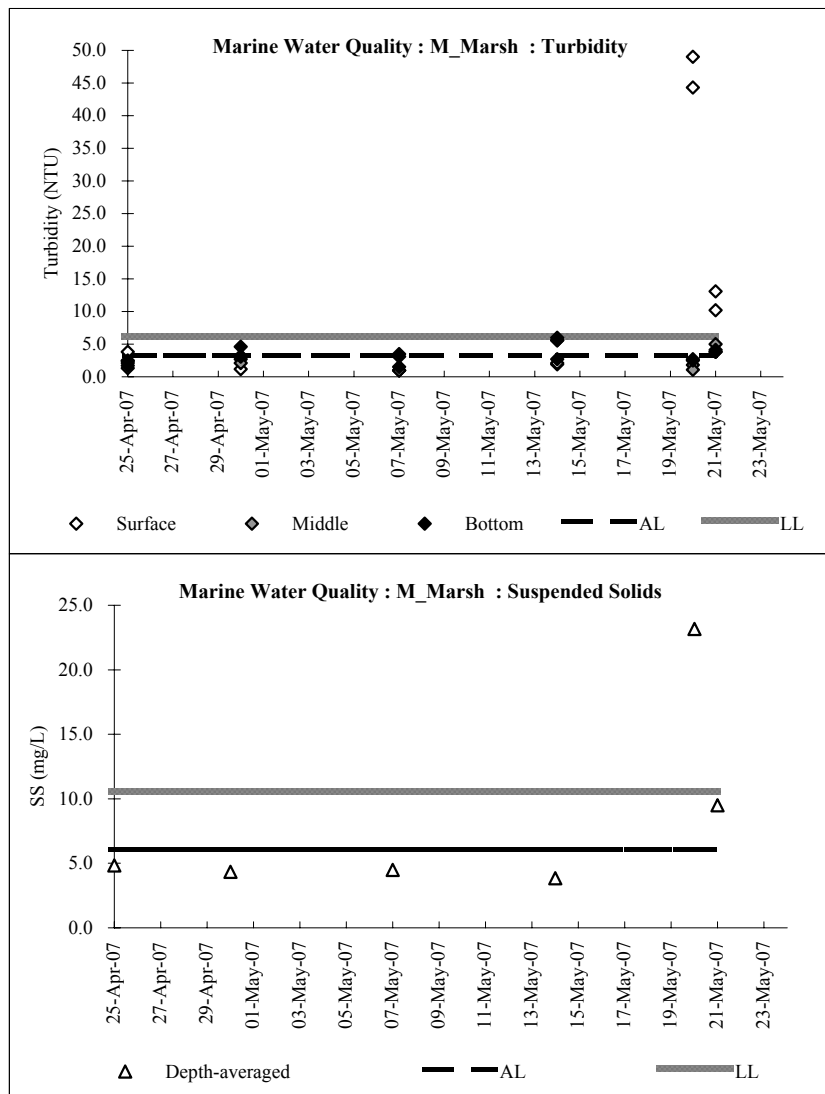 Marine Water Quality : M_Marsh : Turbidity
Turbidity (NTU)
50.0
45.0
40.0
35.0
30.0
25.0
20.0
15.0
10.0
5.0
0.0
25-Apr-07 27-Apr-07 29-Apr-07 01-May-07 03-May-07 05-May-07 07-May-07 09-May-07 11-May-07 13-May-07 15-May-07 17-May-07 19-May-07 21-May-07 23-May-07
Surface Middle Bottom AL LL
Marine Water Quality : M_Marsh : Suspended Solids
SS (mg/L)
25.0
20.0
15.0
10.0
5.0
0.0
25-Apr-07 27-Apr-07 29-Apr-07 01-May-07 03-May-07 05-May-07 07-May-07 09-May-07 11-May-07 13-May-07 15-May-07 17-May-07 19-May-07 21-May-07 23-May-07
Depth-averaged AL LL